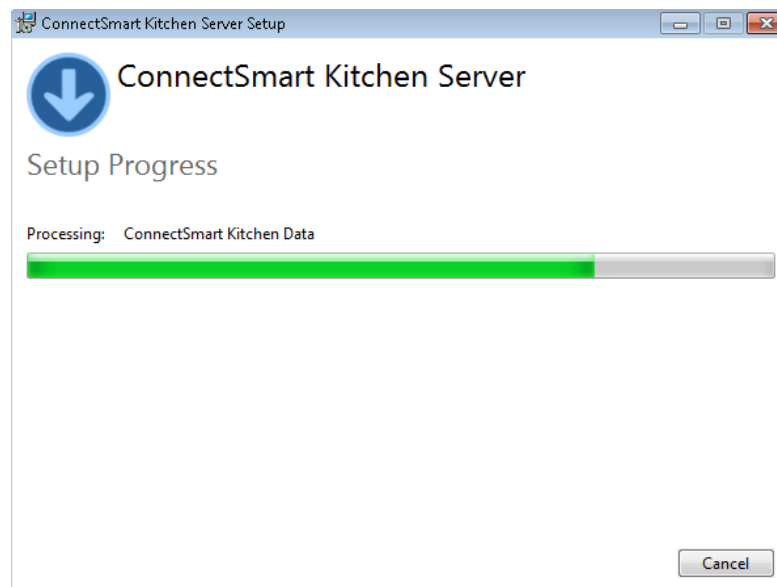 ConnectSmart Kitchen Server Setup
ConnectSmart Kitchen Server
Setup Progress
Processing: ConnectSmart Kitchen Data
Cancel